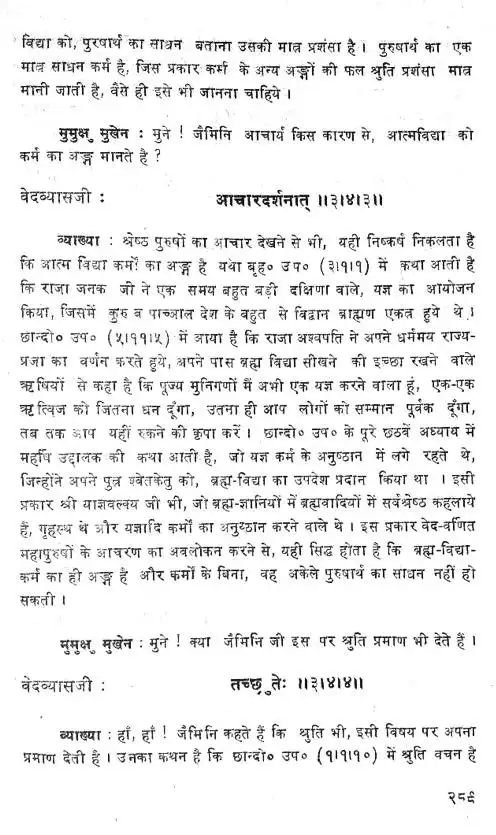 विद्या को, पुरषार्थ का साधन बताना उसकी मात्र प्रशंसा है। पुरुषार्थ का एक
मात्र साधन कर्म है, जिस प्रकार कर्म के अन्य अङ्गों की फल श्रुति प्रशंसा मात्र
मानी जाती है, वैसे ही इसे भी जानना चाहिये।
मुमुक्षु मुखेन : मुने ! जैमिनि आचार्य किस कारण से, आत्मविद्या को
कर्म का अङ्ग मानते है ?
वेदव्यासजी : आचारदर्शनात् ॥३।४।३॥
व्याख्या : श्रेष्ठ पुरुषों का आचार देखने से भी, यही निष्कर्ष निकलता है
कि आत्म विद्या कर्मों का अङ्ग है यथा बृह० उप० (३।१।१) में कथा आती है
कि राजा जनक जी ने एक समय बहुत बड़ी दक्षिणा वाले, यज्ञ का आयोजन
किया, जिसमें कुरु व पाञ्चाल देश के बहुत से विद्वान ब्राह्मण एकत्र हुये थे।
छान्दो० उप० (५।११।५) में आया है कि राजा अश्वपति ने अपने धर्ममय राज्य-
प्रजा का वर्णन करते हुये, अपने पास ब्रह्म विद्या सीखने की इच्छा रखने वाले
ऋषियों से कहा है कि पूज्य मुनिगणों मैं अभी एक यज्ञ करने वाला हूं, एक-एक
ऋत्विज को जितना धन दूँगा, उतना ही आप लोगों को सम्मान पूर्वक दूँगा,
तब तक आप यहीं रुकने की कृपा करें। छान्दो० उप० के पूरे छठवें अध्याय में
महर्षि उद्दालक की कथा आती है, जो यज्ञ कर्म के अनुष्ठान में लगे रहते थे,
जिन्होंने अपने पुत्र श्वेतकेतु को, ब्रह्म-विद्या का उपदेश प्रदान किया था। इसी
प्रकार श्री याज्ञवल्क्य जी भी, जो ब्रह्म-ज्ञानियों में ब्रह्मवादियों में सर्वश्रेष्ठ कहलाये
हैं, गृहस्थ थे और यज्ञादि कर्मों का अनुष्ठान करने वाले थे। इस प्रकार वेद-वर्णित
महापुरुषों के आचरण का अवलोकन करने से, यही सिद्ध होता है कि ब्रह्म-विद्या-
कर्म का ही अङ्ग है और कर्मों के बिना, वह अकेले पुरुषार्थ का साधन नहीं हो
सकती।
मुमुक्षु मुखेन : मुने ! क्या जैमिनि जी इस पर श्रुति प्रमाण भी देते हैं।
वेदव्यासजी : तच्छ्रुतेः ॥३।४।४॥
व्याख्या : हाँ, हाँ ! जैमिनि कहते हैं कि श्रुति भी, इसी विषय पर अपना
प्रमाण देती है। उनका कथन है कि छान्दो० उप० (१।१।१०) में श्रुति वचन है
२८९